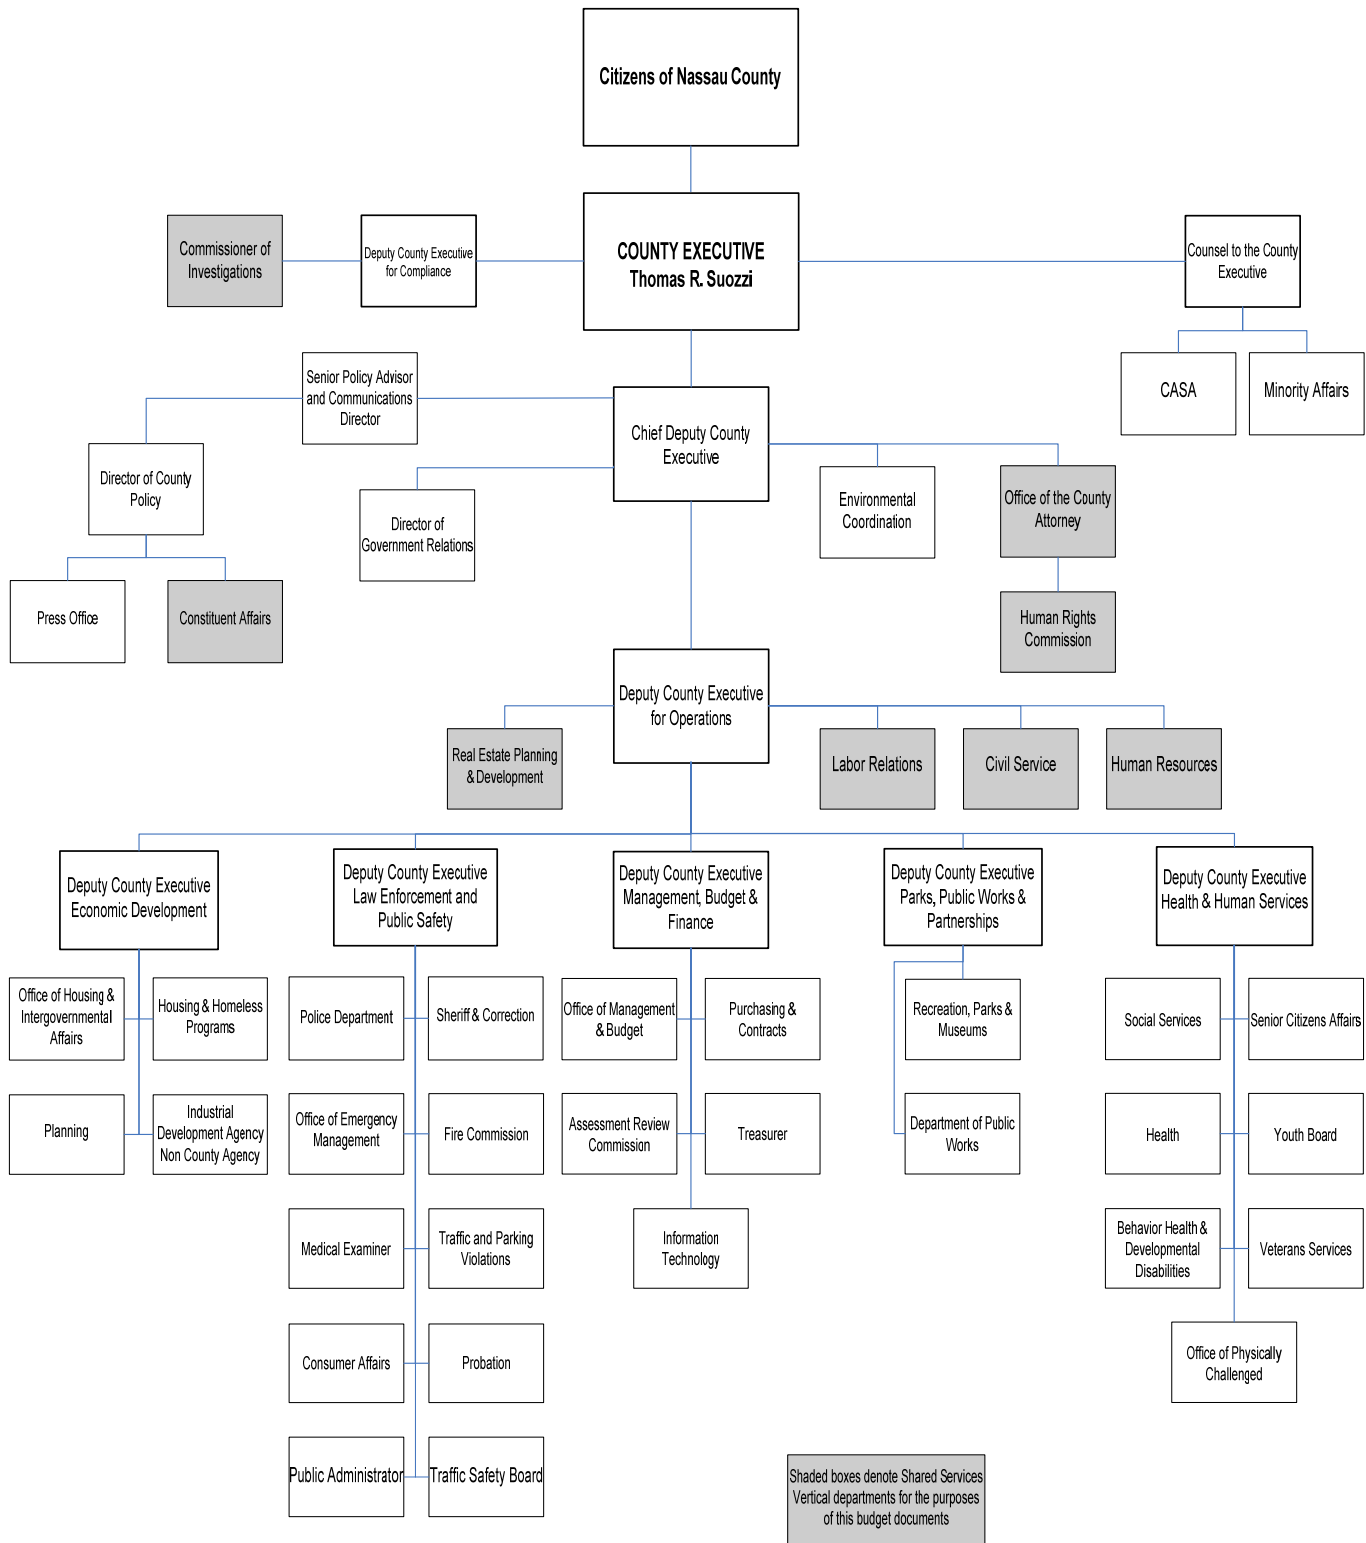 Citizens of Nassau County
COUNTY EXECUTIVE
Thomas R. Suozzi
Commissioner of
Investigations
Deputy County Executive
for Compliance
Counsel to the County
Executive
CASA
Minority Affairs
Senior Policy Advisor
and Communications
Director
Chief Deputy County
Executive
Director of County
Policy
Director of
Government Relations
Environmental
Coordination
Office of the County
Attorney
Press Office
Constituent Affairs
Human Rights
Commission
Deputy County Executive
for Operations
Real Estate Planning
& Development
Labor Relations
Civil Service
Human Resources
Deputy County Executive
Economic Development
Deputy County Executive
Law Enforcement and
Public Safety
Deputy County Executive
Management, Budget &
Finance
Deputy County Executive
Parks, Public Works &
Partnerships
Deputy County Executive
Health & Human Services
Office of Housing &
Intergovernmental
Affairs
Housing & Homeless
Programs
Police Department
Sheriff & Correction
Office of Management
& Budget
Purchasing &
Contracts
Recreation, Parks &
Museums
Social Services
Senior Citizens Affairs
Planning
Industrial
Development Agency
Non County Agency
Office of Emergency
Management
Fire Commission
Assessment Review
Commission
Treasurer
Department of Public
Works
Health
Youth Board
Medical Examiner
Traffic and Parking
Violations
Information
Technology
Behavior Health &
Developmental
Disabilities
Veterans Services
Consumer Affairs
Probation
Office of Physically
Challenged
Public Administrator
Traffic Safety Board
Shaded boxes denote Shared Services
Vertical departments for the purposes
of this budget documents